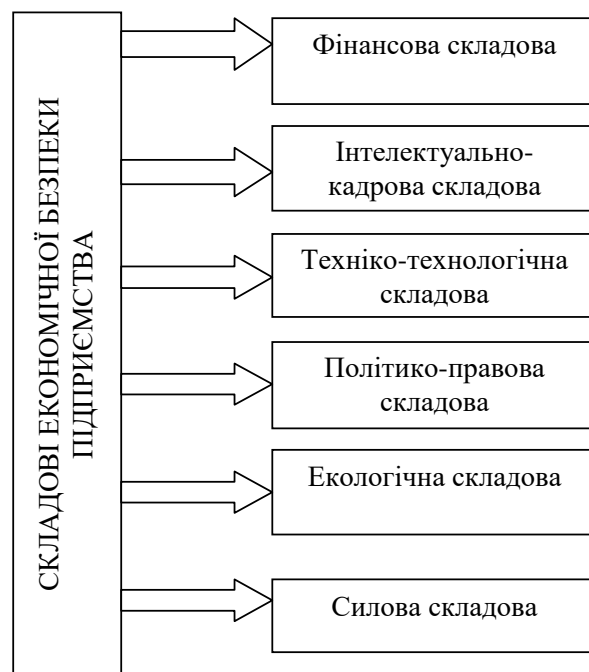 СКЛАДОВІ ЕКОНОМІЧНОЇ БЕЗПЕКИ
ПІДПРИЄМСТВА
Фінансова складова
Інтелектуально-
кадрова складова
Техніко-технологічна
складова
Політико-правова
складова
Екологічна складова
Силова складова